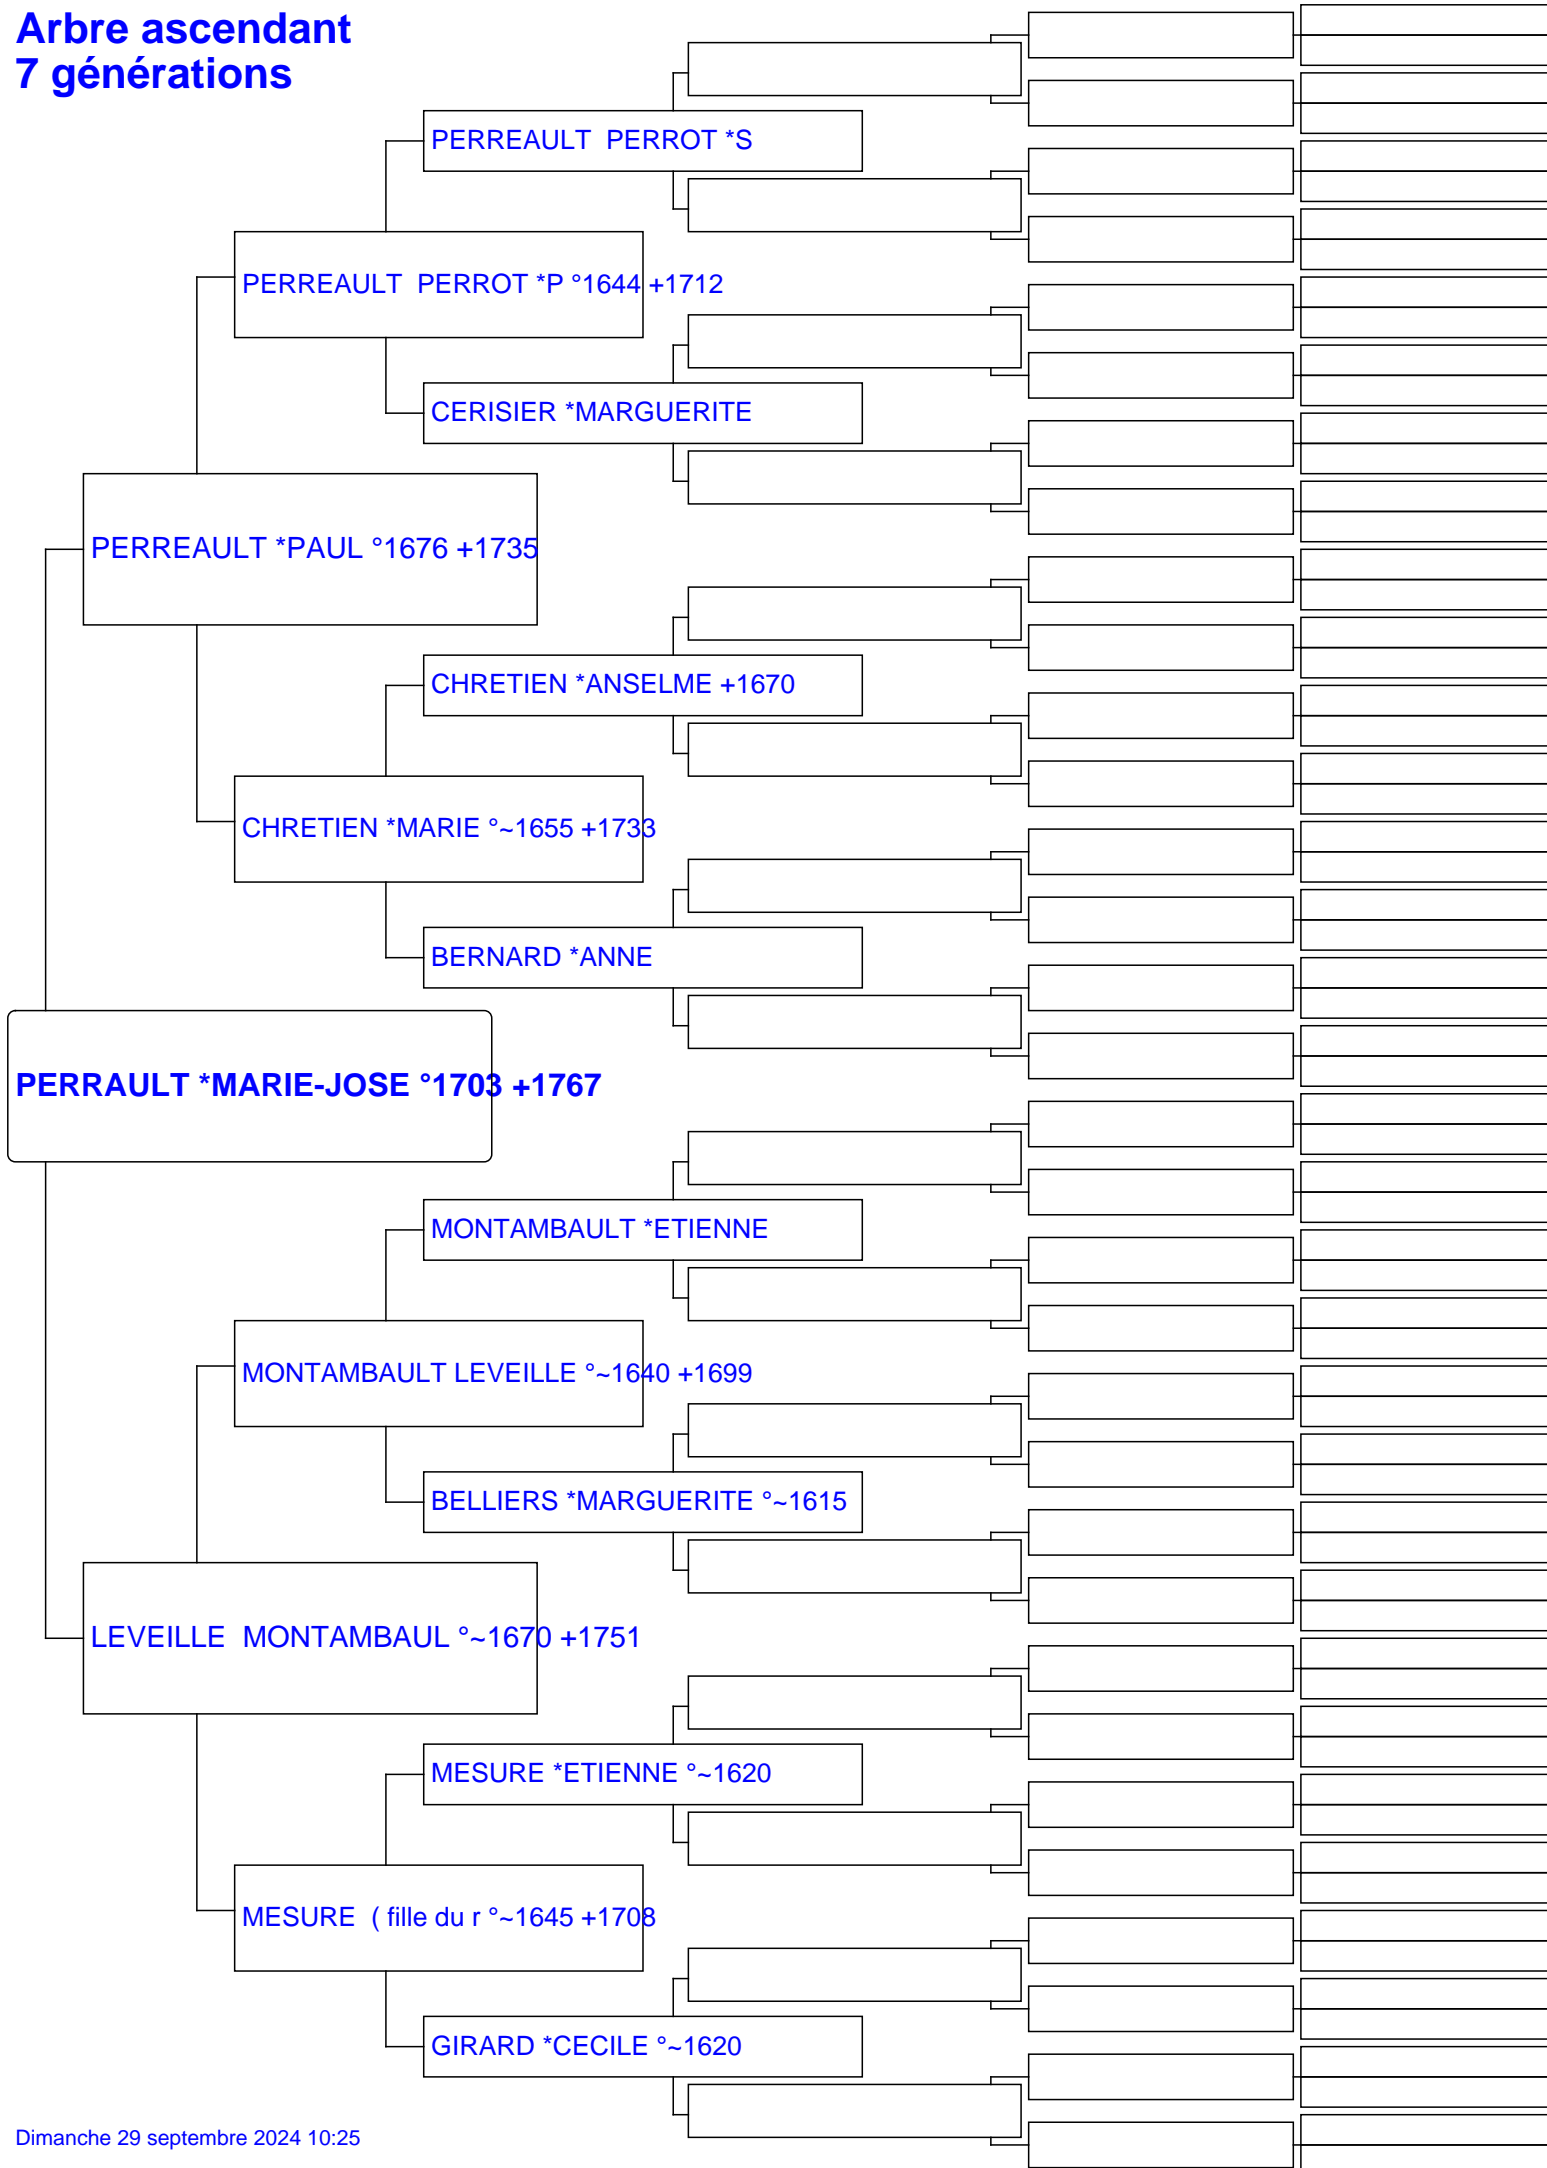 Arbre ascendant
7 générations
PERREAULT  PERROT *S
PERREAULT  PERROT *P °1644 +1712
CERISIER *MARGUERITE
PERREAULT *PAUL °1676 +1735
CHRETIEN *ANSELME +1670
CHRETIEN *MARIE °~1655 +1733
BERNARD *ANNE
PERRAULT *MARIE-JOSE °1703 +1767
MONTAMBAULT *ETIENNE
MONTAMBAULT LEVEILLE °~1640 +1699
BELLIERS *MARGUERITE °~1615
LEVEILLE  MONTAMBAUL °~1670 +1751
MESURE *ETIENNE °~1620
MESURE  ( fille du r °~1645 +1708
GIRARD *CECILE °~1620
Dimanche 29 septembre 2024 10:25